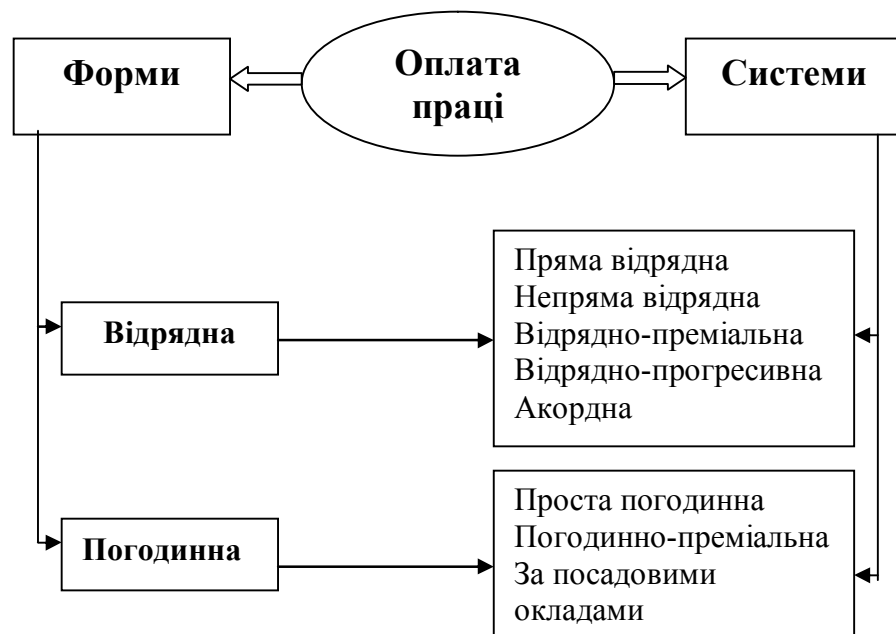 Форми
Оплата
праці
Системи
Відрядна
Пряма відрядна
Непряма відрядна
Відрядно-преміальна
Відрядно-прогресивна
Акордна
Погодинна
Проста погодинна
Погодинно-преміальна
За посадовими
окладами